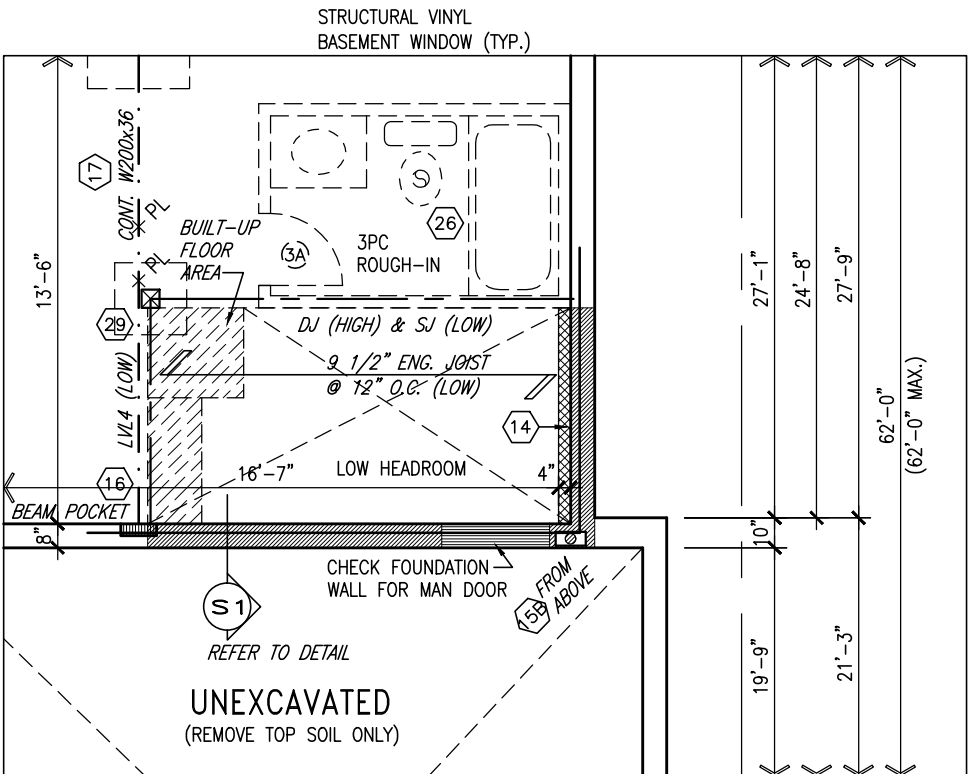 STRUCTURAL VINYL
BASEMENT WINDOW (TYP.)
17
CONT. W200x36
PL
PL
13'-6"
BUILT-UP
FLOOR
AREA
3A
3PC
ROUGH-IN
S
26
27'-1"
24'-8"
27'-9"
62'-0"
(62'-0" MAX.)
29
LVL4 (LOW)
DJ (HIGH) & SJ (LOW)
9 1/2" ENG. JOIST
@ 12" O.C. (LOW)
14
16
16'-7"
LOW HEADROOM
4"
BEAM POCKET
8"
10"
CHECK FOUNDATION
WALL FOR MAN DOOR
15B
FROM
ABOVE
S1
REFER TO DETAIL
19'-9"
21'-3"
UNEXCAVATED
(REMOVE TOP SOIL ONLY)